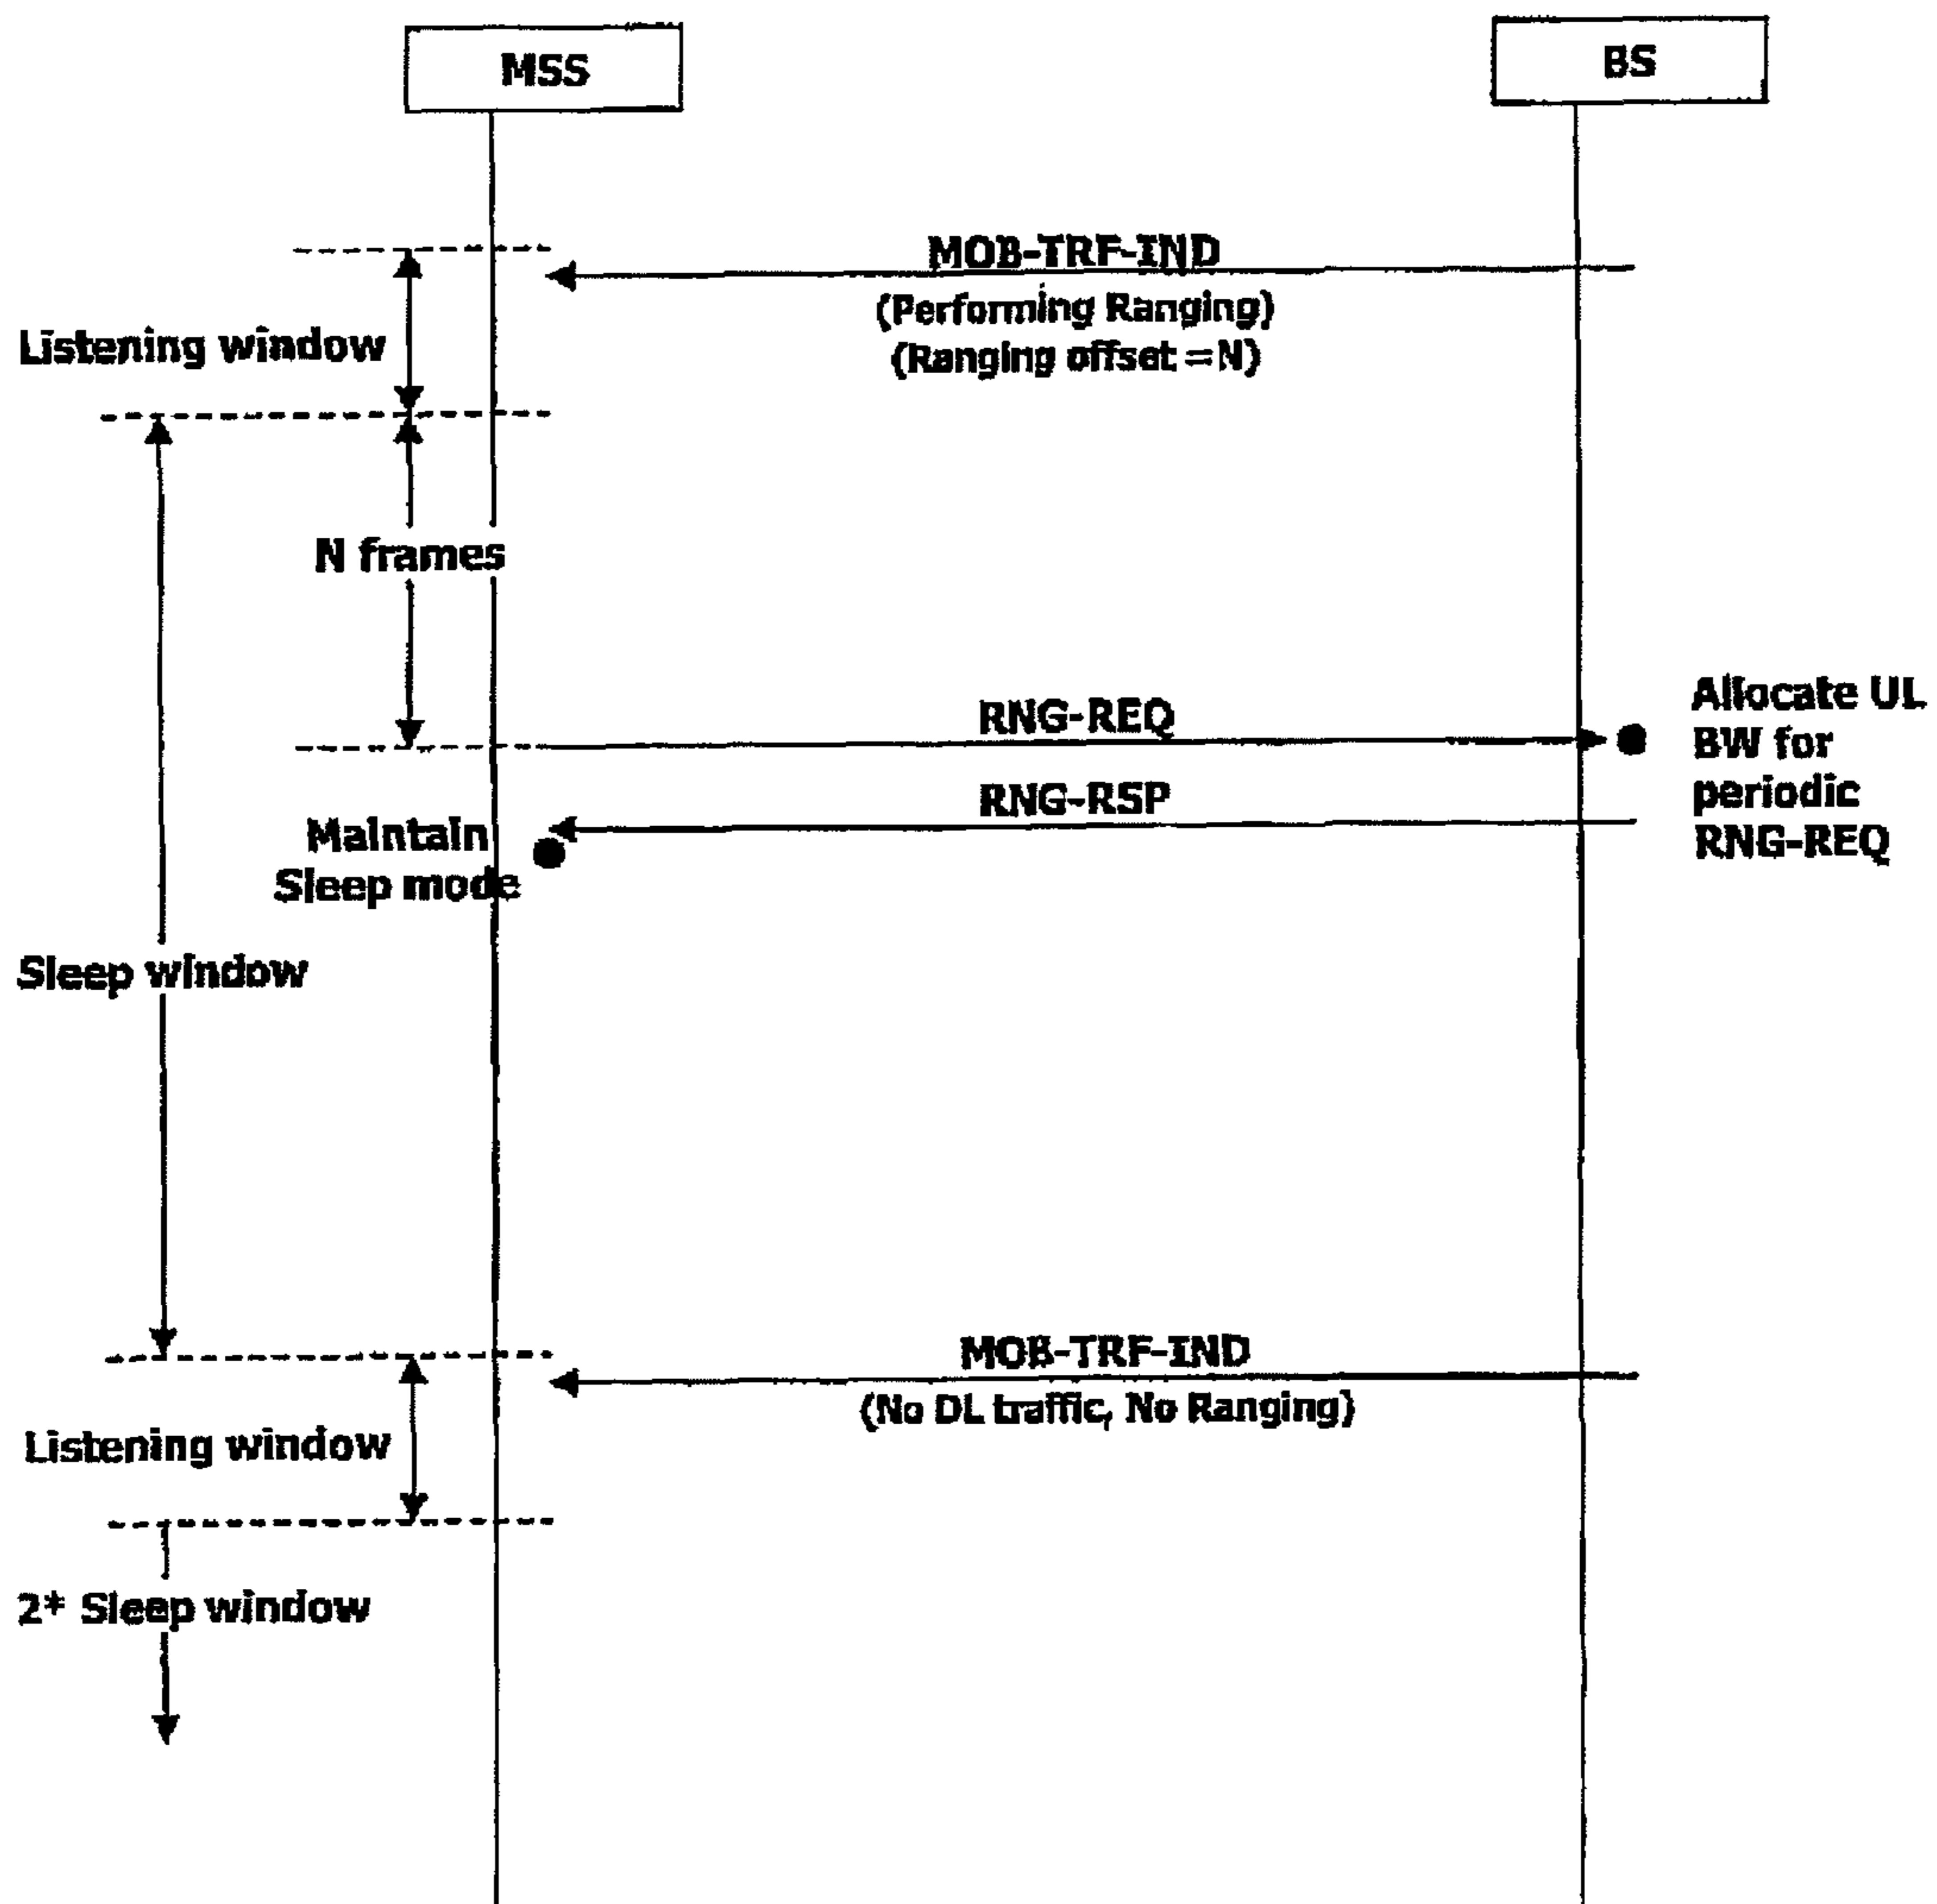 MSS
BS
MOB-TRF-IND
(Performing Ranging)
(Ranging offset = N)
Listening window
N frames
RNG-REQ
Allocate UL
BW for
periodic
RNG-REQ
RNG-RSP
Maintain
Sleep mode
Sleep window
MOB-TRF-IND
(No DL traffic, No Ranging)
Listening window
2* Sleep window